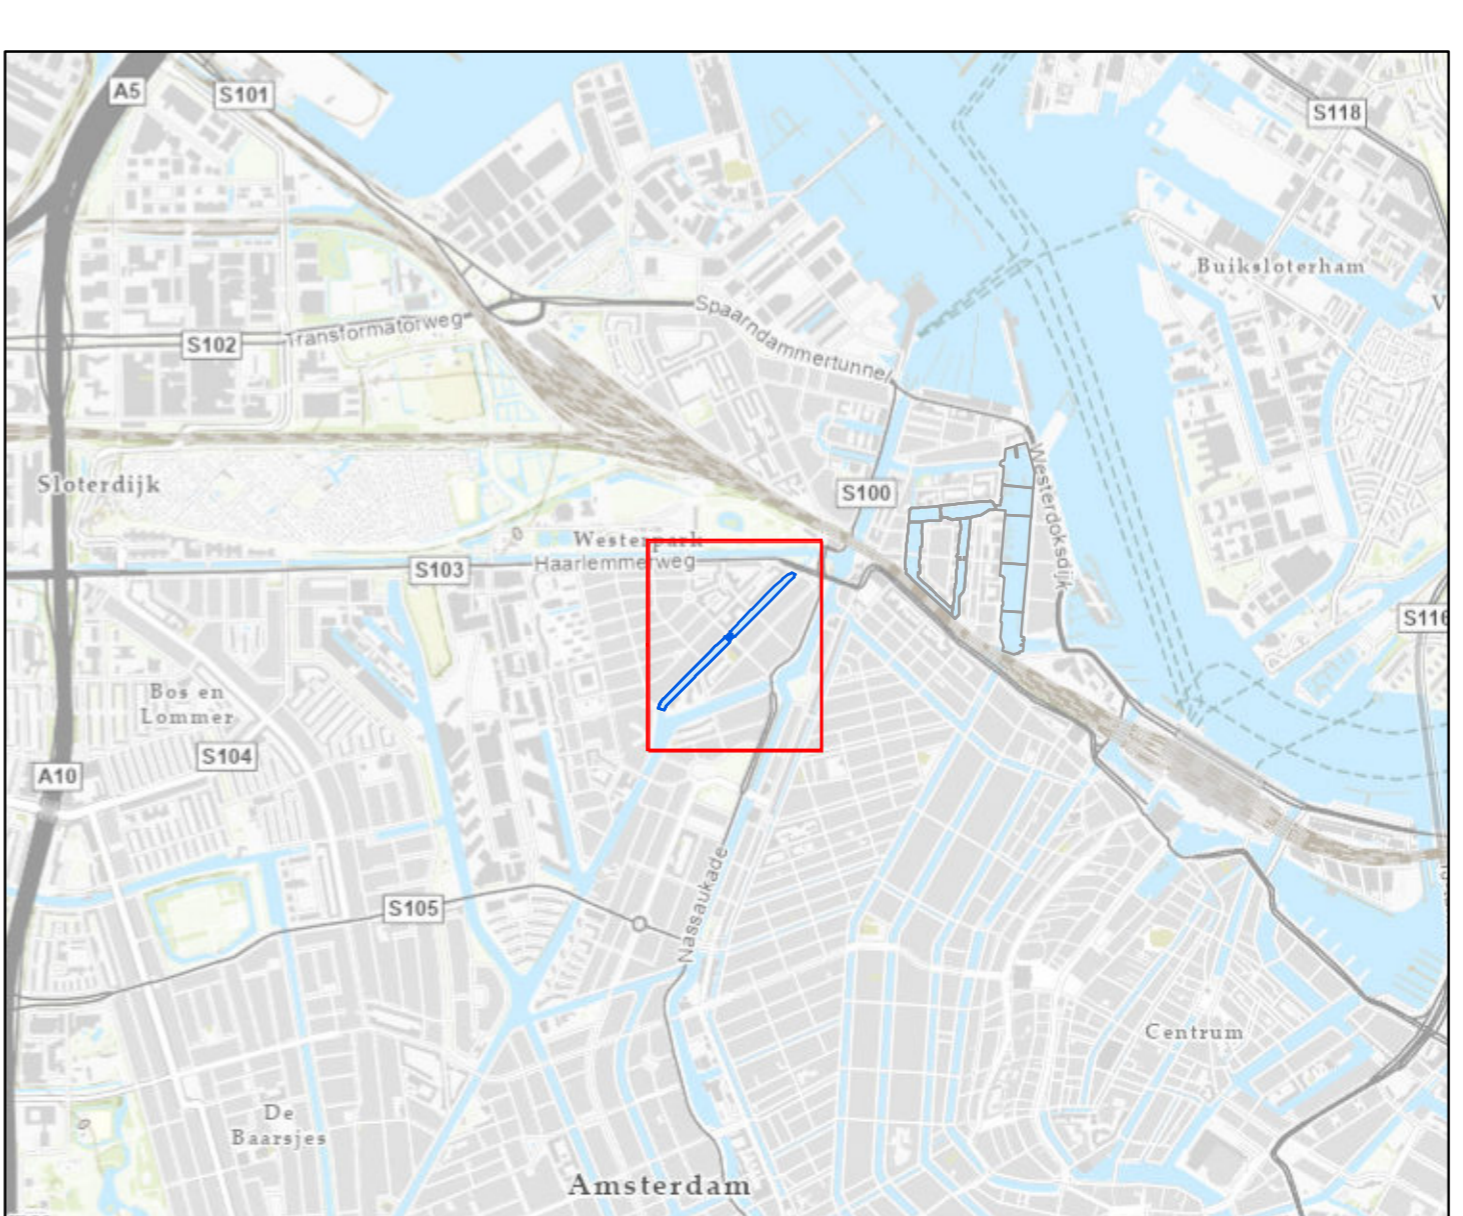 A5
S101
S118
Buiksloterham
V
Spaarndammertunnel
S102
Transformatorweg
Sloterdijk
S100
Westerdoksdijk
Westerpark
Haarlemmerweg
S103
S116
Bos en
Lommer
S104
A10
Nassaukade
S105
Centrum
De
Baarsjes
Amsterdam